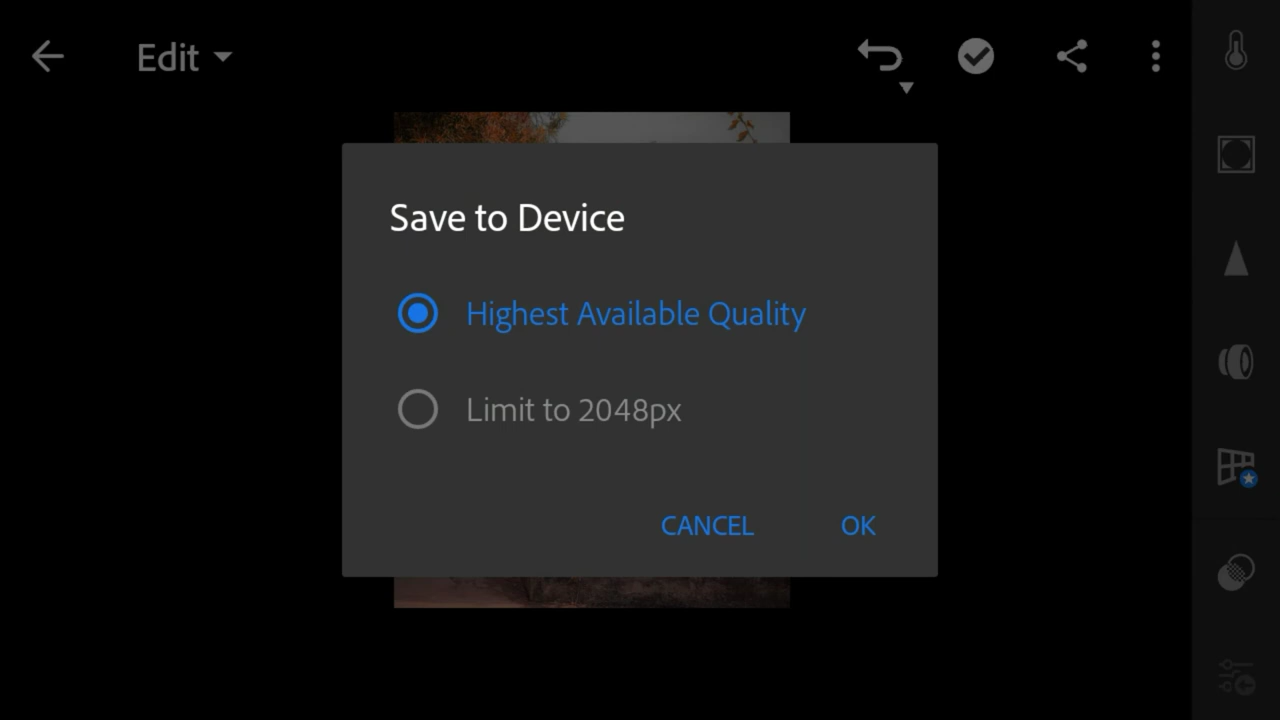 Edit
Save to Device
Highest Available Quality
Limit to 2048px
CANCEL OK